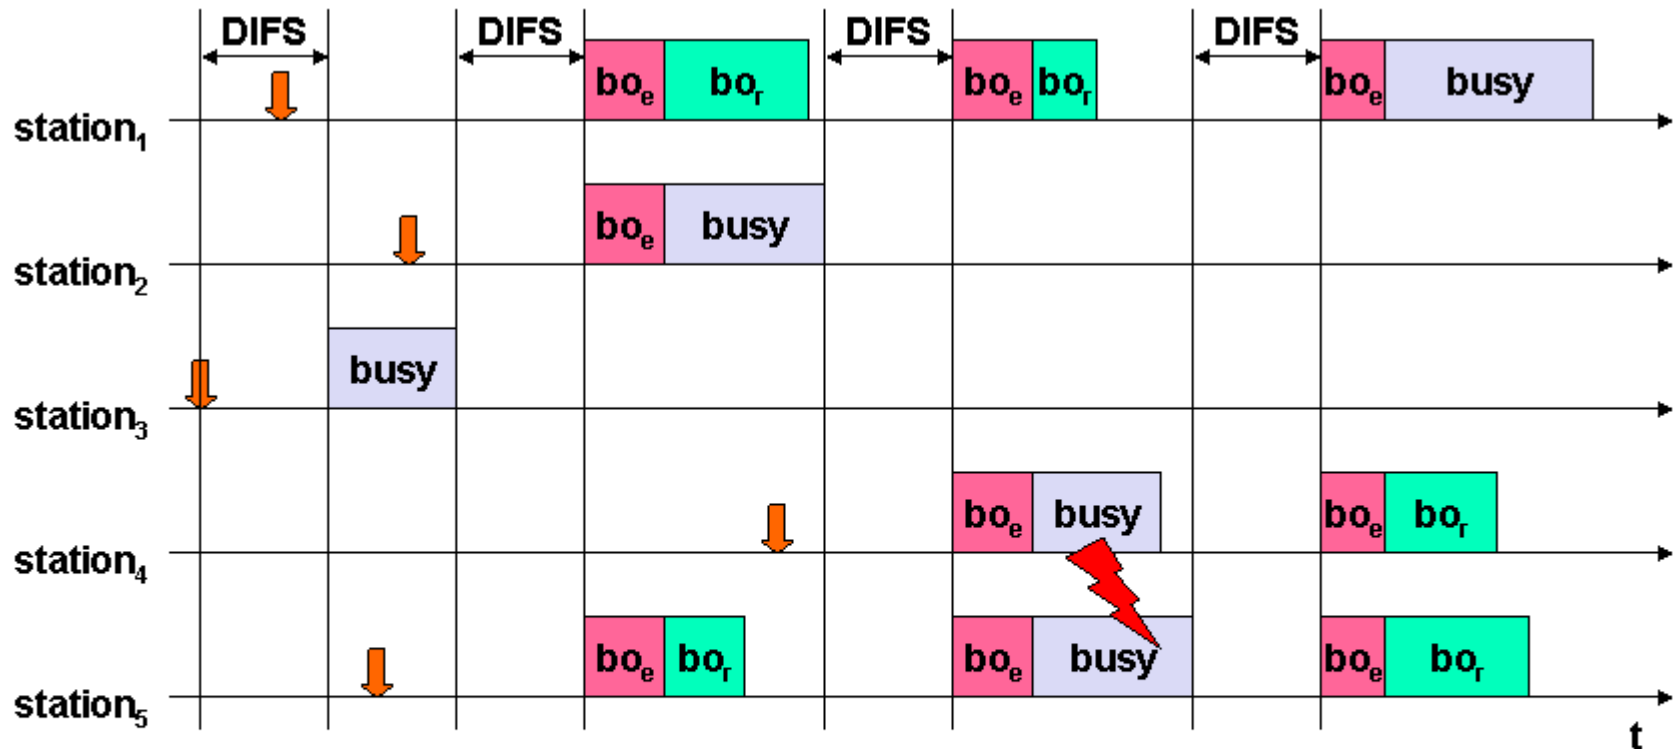 DIFS DIFS DIFS DIFS
station₁ boₑ boᵣ boₑ boᵣ boₑ busy
station₂ boₑ busy
station₃ busy
station₄ boₑ busy boₑ boᵣ
station₅ boₑ boᵣ boₑ busy boₑ boᵣ
t